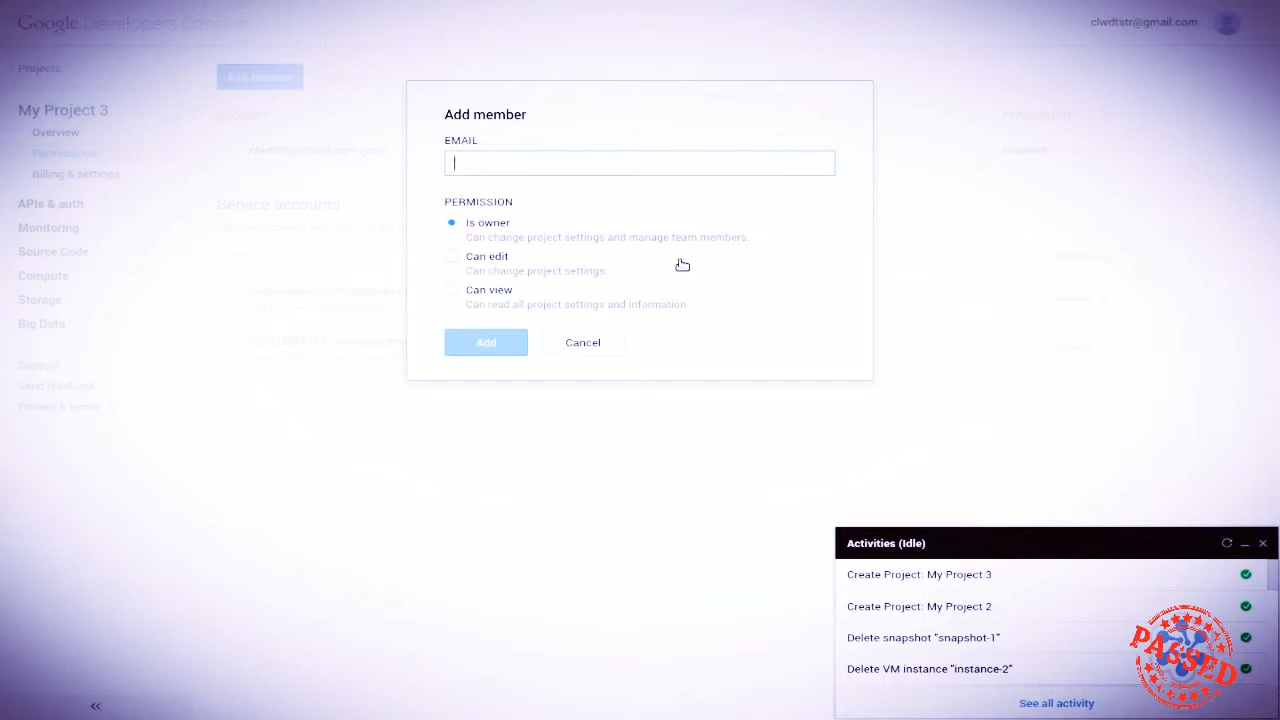 Google Developers Console
clwdtstr@gmail.com
Projects
Add member
My Project 3
Overview
Permissions
Billing & settings
APIs & auth
Monitoring
Source Code
Compute
Storage
Big Data
Support
Send feedback
Privacy & terms
ACCOUNT
PERMISSION
Service accounts
Add member
EMAIL
PERMISSION
Is owner
Can change project settings and manage team members.
Can edit
Can change project settings.
Can view
Can read all project settings and information.
Add
Cancel
Activities (Idle)
Create Project: My Project 3
Create Project: My Project 2
Delete snapshot "snapshot-1"
Delete VM instance "instance-2"
See all activity
PASSED